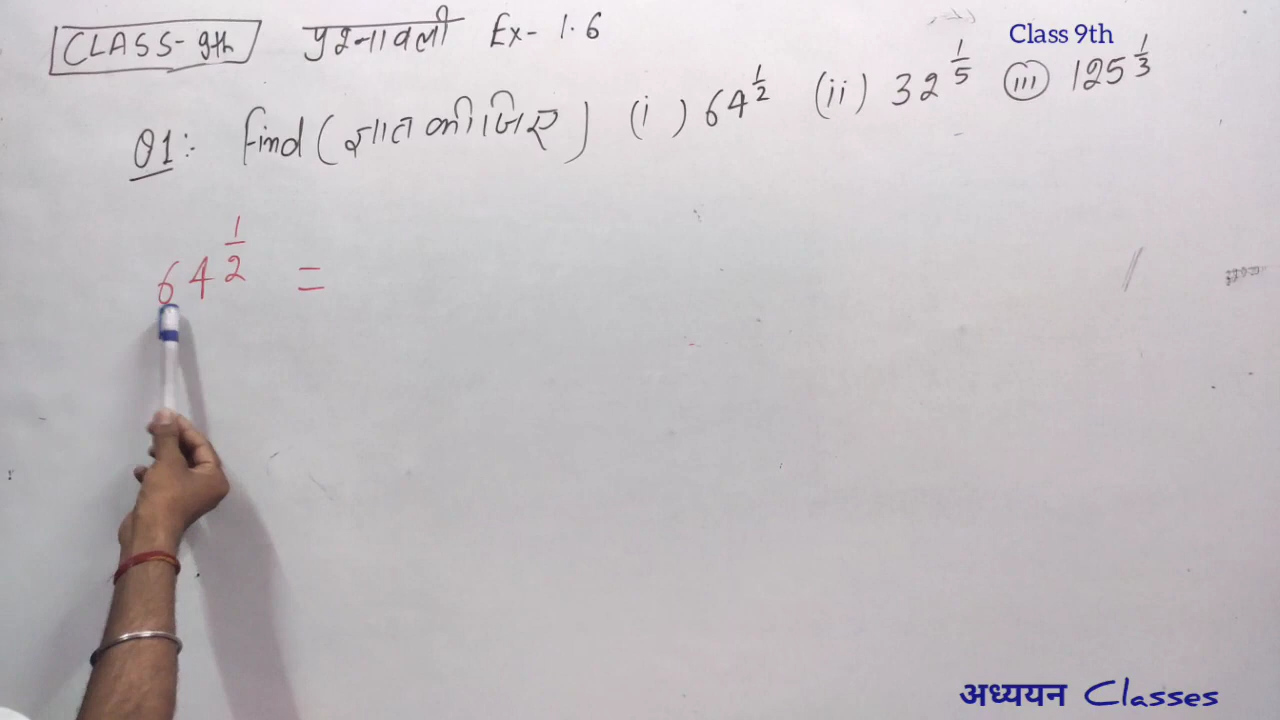 CLASS- 9th प्रश्नावली Ex- 1.6
Class 9th
Q1:- find (ज्ञात कीजिए) (i) 64^1/2 (ii) 32^1/5 (iii) 125^1/3
64^1/2 =
अध्ययन Classes